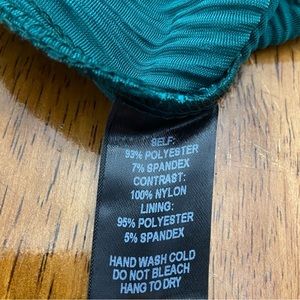 SELF:
93% POLYESTER
7% SPANDEX
CONTRAST:
100% NYLON
LINING:
95% POLYESTER
5% SPANDEX
HAND WASH COLD
DO NOT BLEACH
HANG TO DRY